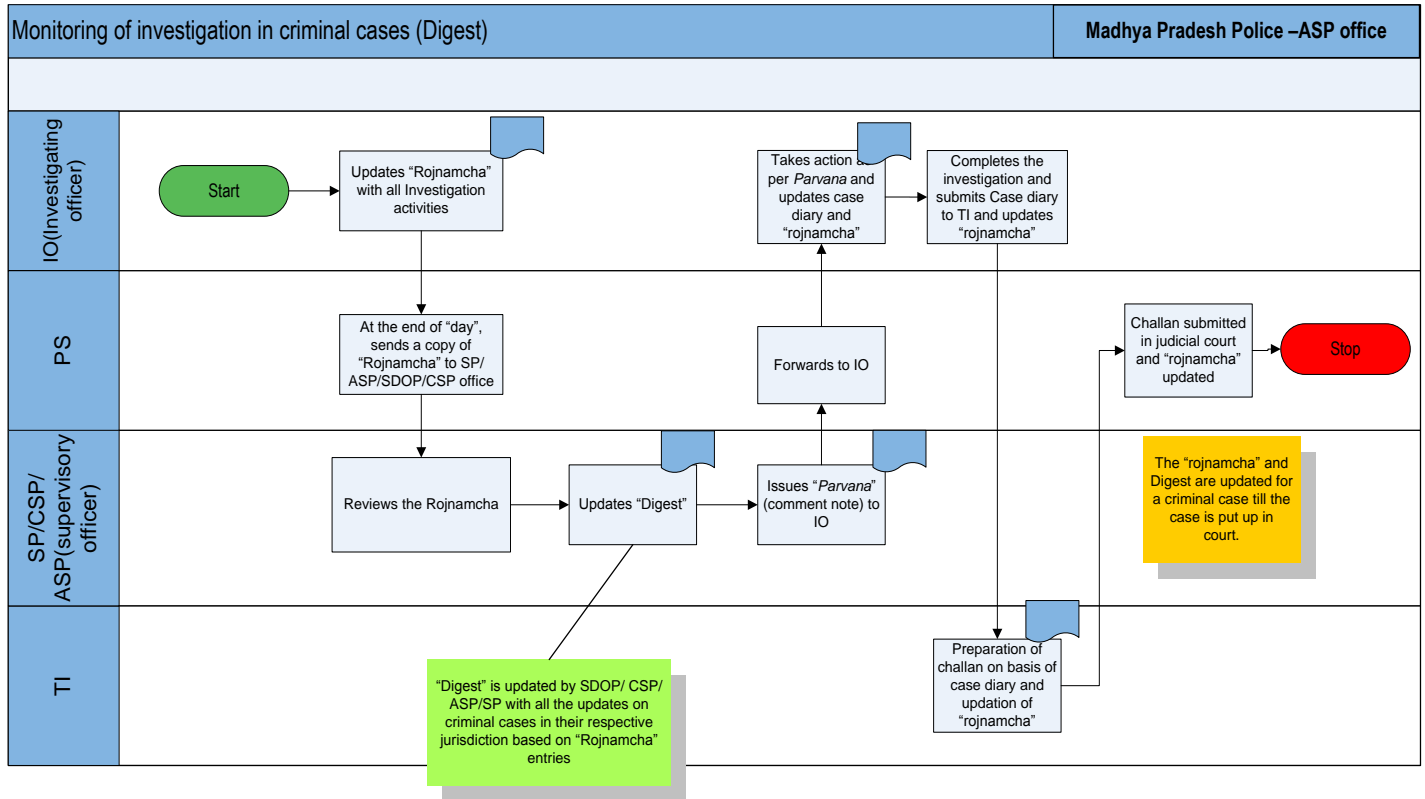 Monitoring of investigation in criminal cases (Digest)
Madhya Pradesh Police –ASP office
IO(Investigating
officer)
Start
Updates “Rojnamcha”
with all Investigation
activities
Takes action as
per Parvana and
updates case
diary and
“rojnamcha”
Completes the
investigation and
submits Case diary
to TI and updates
“rojnamcha”
PS
At the end of “day”,
sends a copy of
“Rojnamcha” to SP/
ASP/SDOP/CSP office
Forwards to IO
Challan submitted
in judicial court
and “rojnamcha”
updated
Stop
SP/CSP/
ASP(supervisory
officer)
Reviews the Rojnamcha
Updates “Digest”
Issues “Parvana”
(comment note) to
IO
The “rojnamcha” and
Digest are updated for
a criminal case till the
case is put up in
court.
TI
“Digest” is updated by SDOP/ CSP/
ASP/SP with all the updates on
criminal cases in their respective
jurisdiction based on “Rojnamcha”
entries
Preparation of
challan on basis of
case diary and
updation of
“rojnamcha”